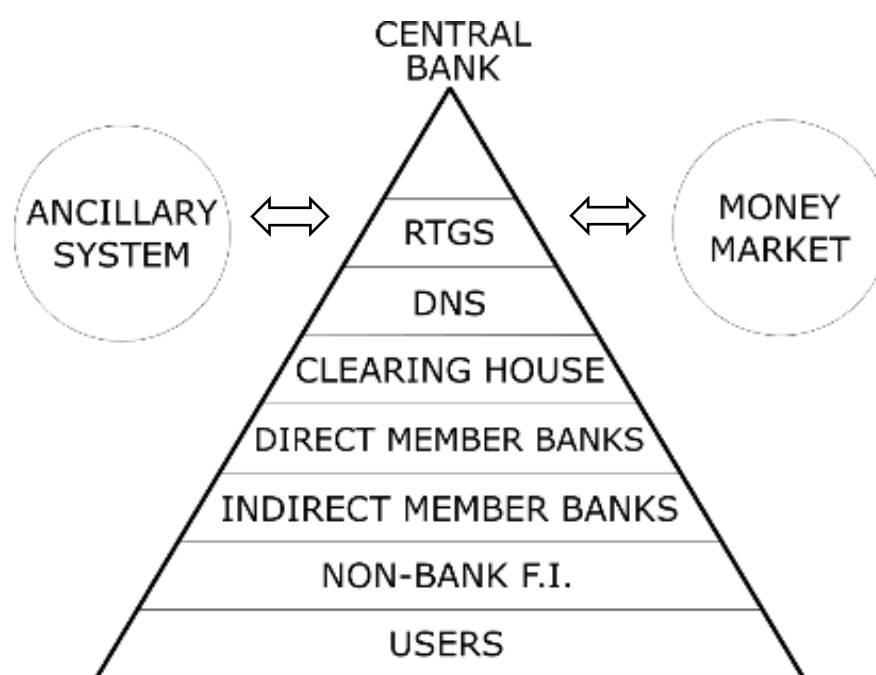 CENTRAL
BANK
ANCILLARY
SYSTEM
RTGS
MONEY
MARKET
DNS
CLEARING HOUSE
DIRECT MEMBER BANKS
INDIRECT MEMBER BANKS
NON-BANK F.I.
USERS